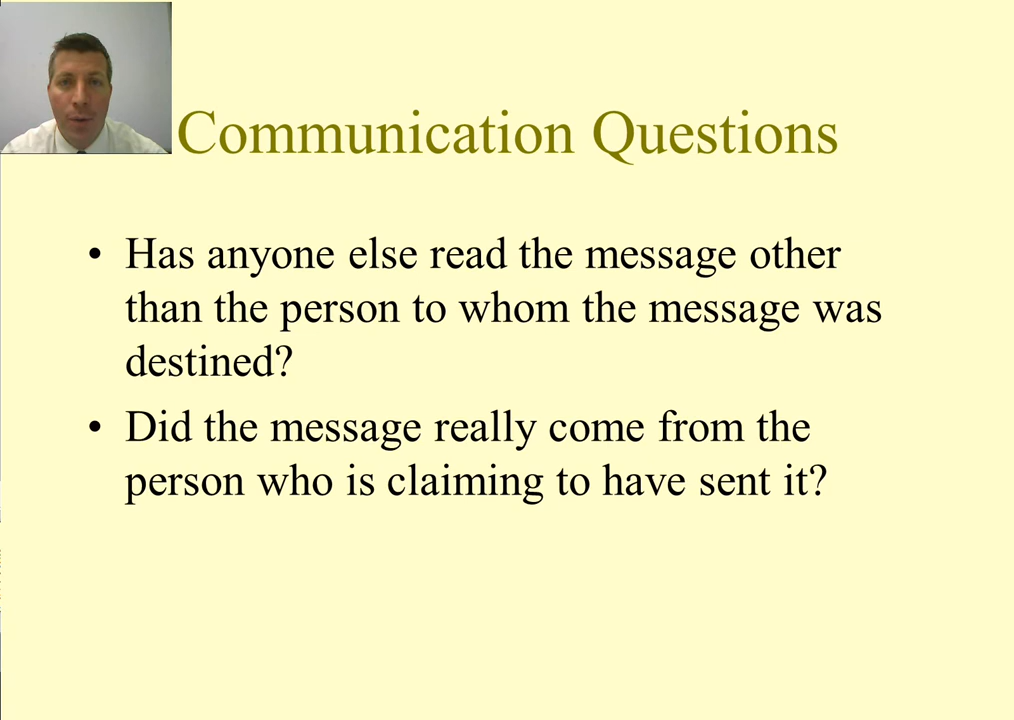 Communication Questions
• Has anyone else read the message other
than the person to whom the message was
destined?
• Did the message really come from the
person who is claiming to have sent it?